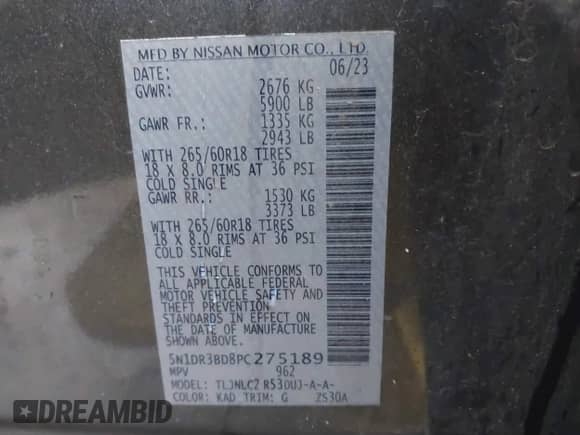 MFD BY NISSAN MOTOR CO., LTD.
DATE: 06/23
GVWR: 2676 KG
5900 LB
GAWR FR.: 1335 KG
2943 LB
WITH 265/60R18 TIRES
18 X 8.0 RIMS AT 36 PSI
COLD SINGLE
GAWR RR.: 1530 KG
3373 LB
WITH 265/60R18 TIRES
18 X 8.0 RIMS AT 36 PSI
COLD SINGLE
THIS VEHICLE CONFORMS TO
ALL APPLICABLE FEDERAL
MOTOR VEHICLE SAFETY AND
THEFT PREVENTION
STANDARDS IN EFFECT ON
THE DATE OF MANUFACTURE
SHOWN ABOVE.
5N1DR3BD8PC275189
MPV 962
MODEL: TLJNLCZ R53DUJ-A-A-
COLOR: KAD TRIM: G ZS30A
DREAMBID